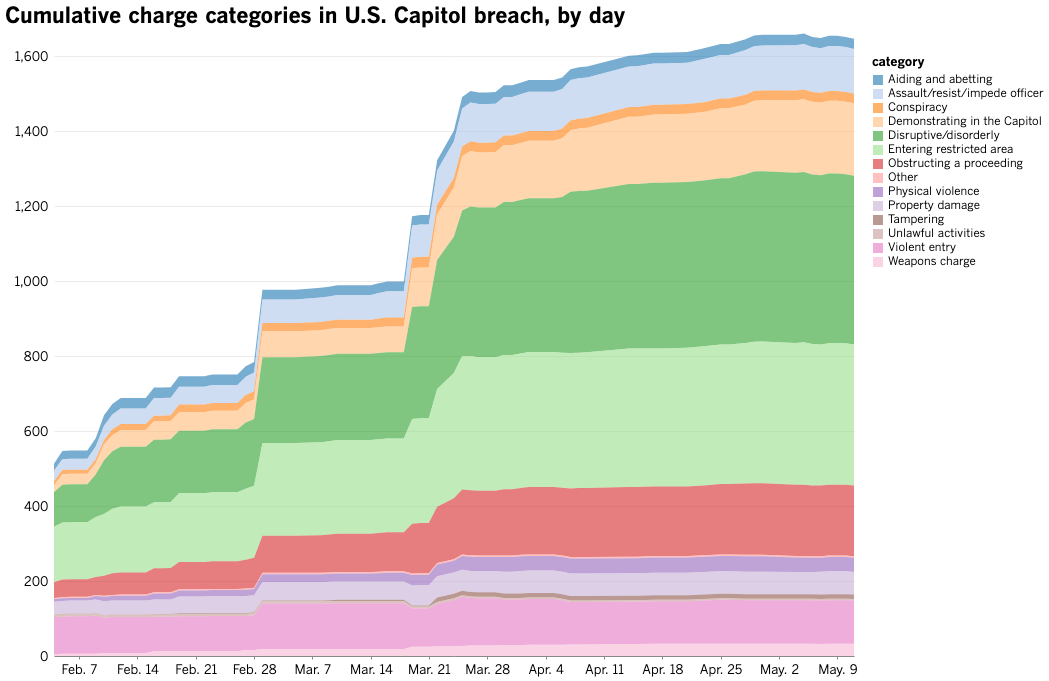 Cumulative charge categories in U.S. Capitol breach, by day
1,600
1,400
1,200
1,000
800
600
400
200
0
Feb. 7 Feb. 14 Feb. 21 Feb. 28 Mar. 7 Mar. 14 Mar. 21 Mar. 28 Apr. 4 Apr. 11 Apr. 18 Apr. 25 May. 2 May. 9
category
Aiding and abetting
Assault/resist/impede officer
Conspiracy
Demonstrating in the Capitol
Disruptive/disorderly
Entering restricted area
Obstructing a proceeding
Other
Physical violence
Property damage
Tampering
Unlawful activities
Violent entry
Weapons charge